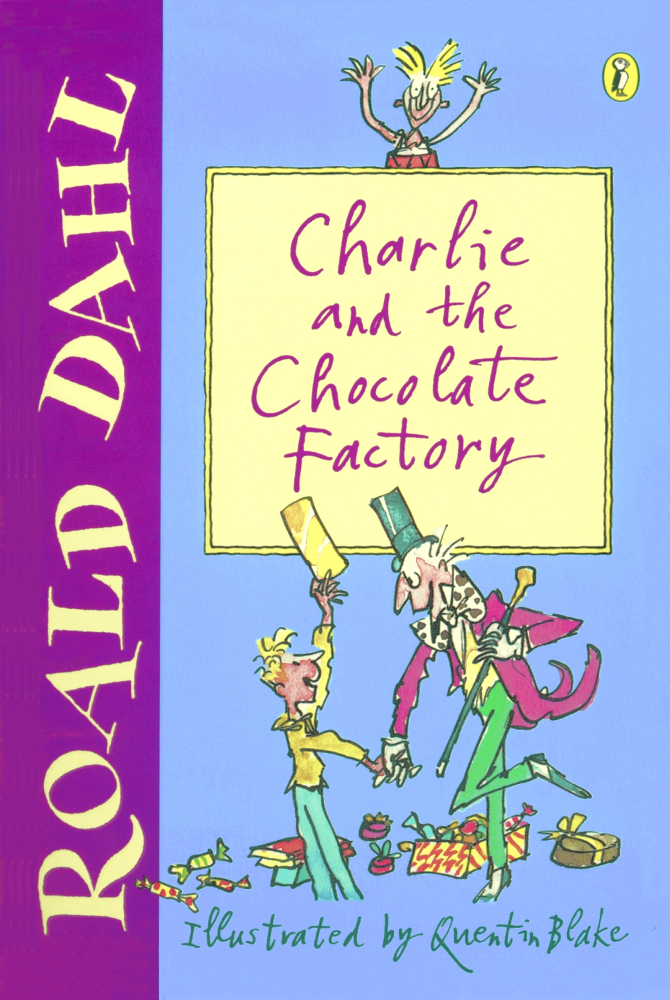 ROALD DAHL
Charlie
and the
Chocolate
Factory
Illustrated by Quentin Blake